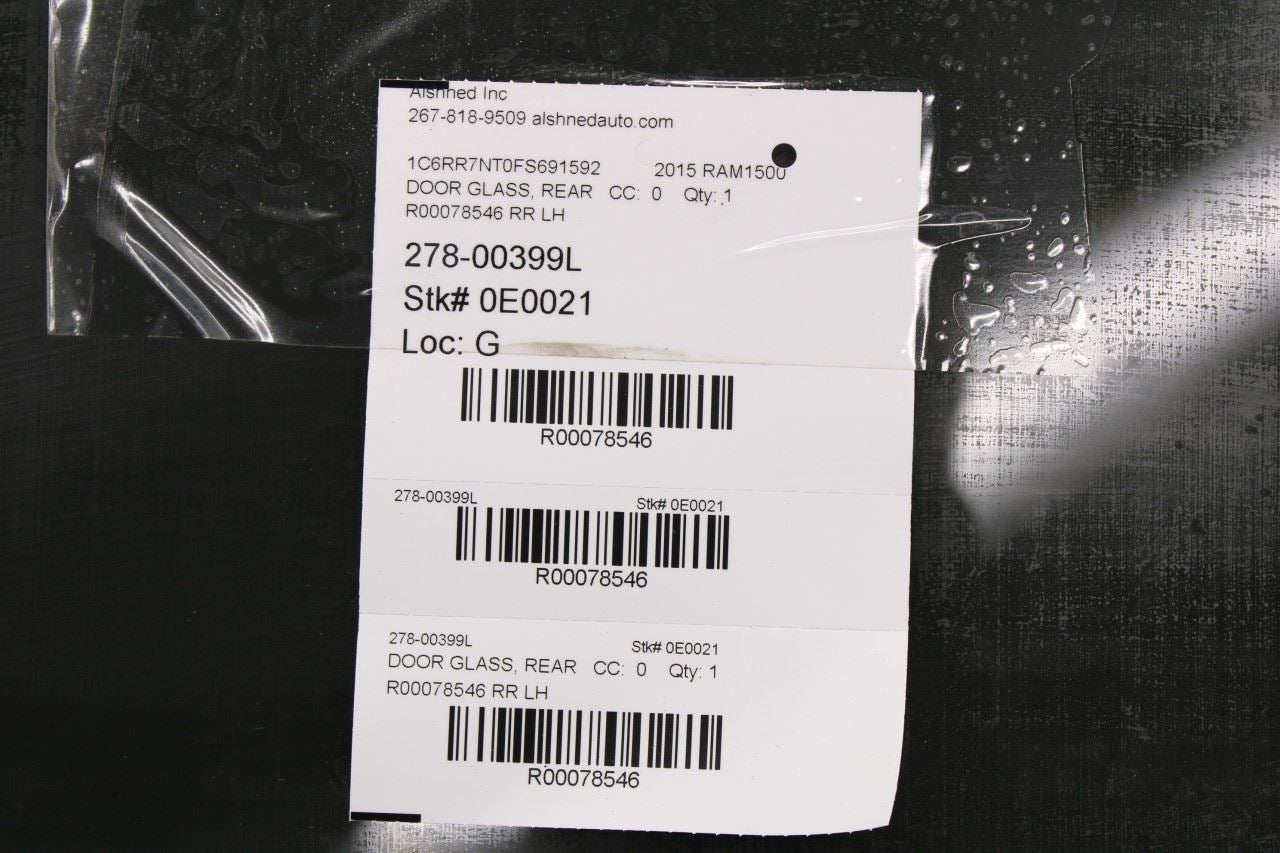 Alshned Inc
267-818-9509 alshnedauto.com
1C6RR7NT0FS691592 2015 RAM1500
DOOR GLASS, REAR CC: 0 Qty: 1
R00078546 RR LH
278-00399L
Stk# 0E0021
Loc: G
R00078546
278-00399L Stk# 0E0021
R00078546
278-00399L Stk# 0E0021
DOOR GLASS, REAR CC: 0 Qty: 1
R00078546 RR LH
R00078546